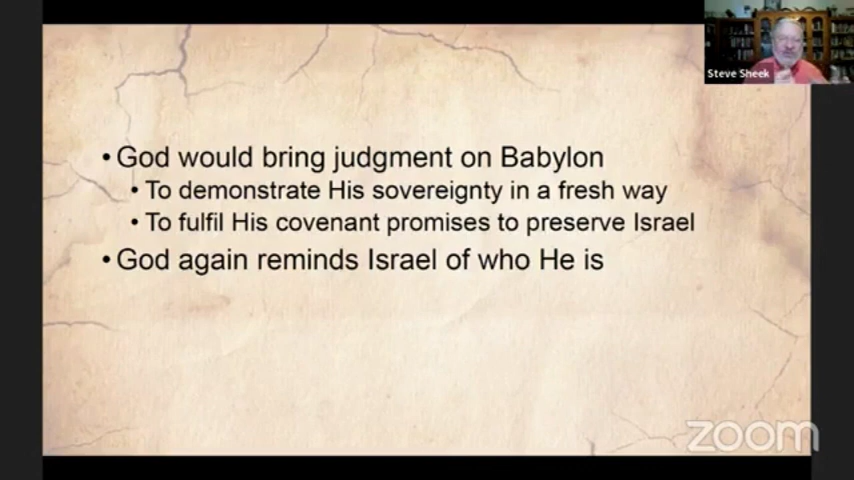 Steve Sheek
• God would bring judgment on Babylon
• To demonstrate His sovereignty in a fresh way
• To fulfil His covenant promises to preserve Israel
• God again reminds Israel of who He is
zoom